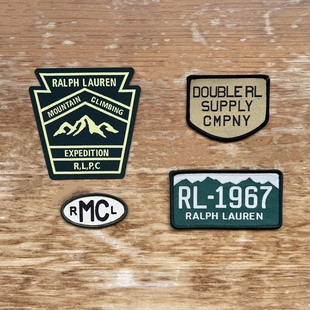 RALPH LAUREN
MOUNTAIN CLIMBING
EXPEDITION
R,L,P,C
DOUBLE RL
SUPPLY
CMPNY
RMCL
RL-1967
RALPH LAUREN